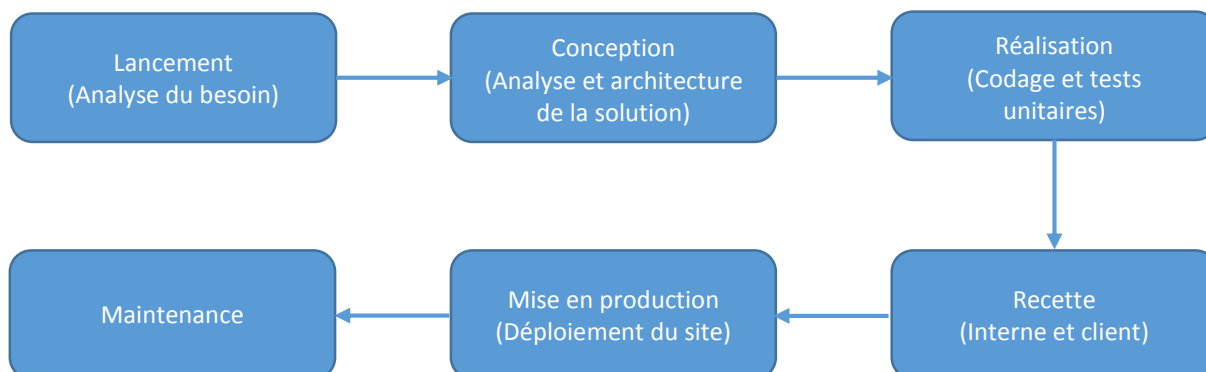 Lancement
(Analyse du besoin)
Conception
(Analyse et architecture
de la solution)
Réalisation
(Codage et tests
unitaires)
Maintenance
Mise en production
(Déploiement du site)
Recette
(Interne et client)